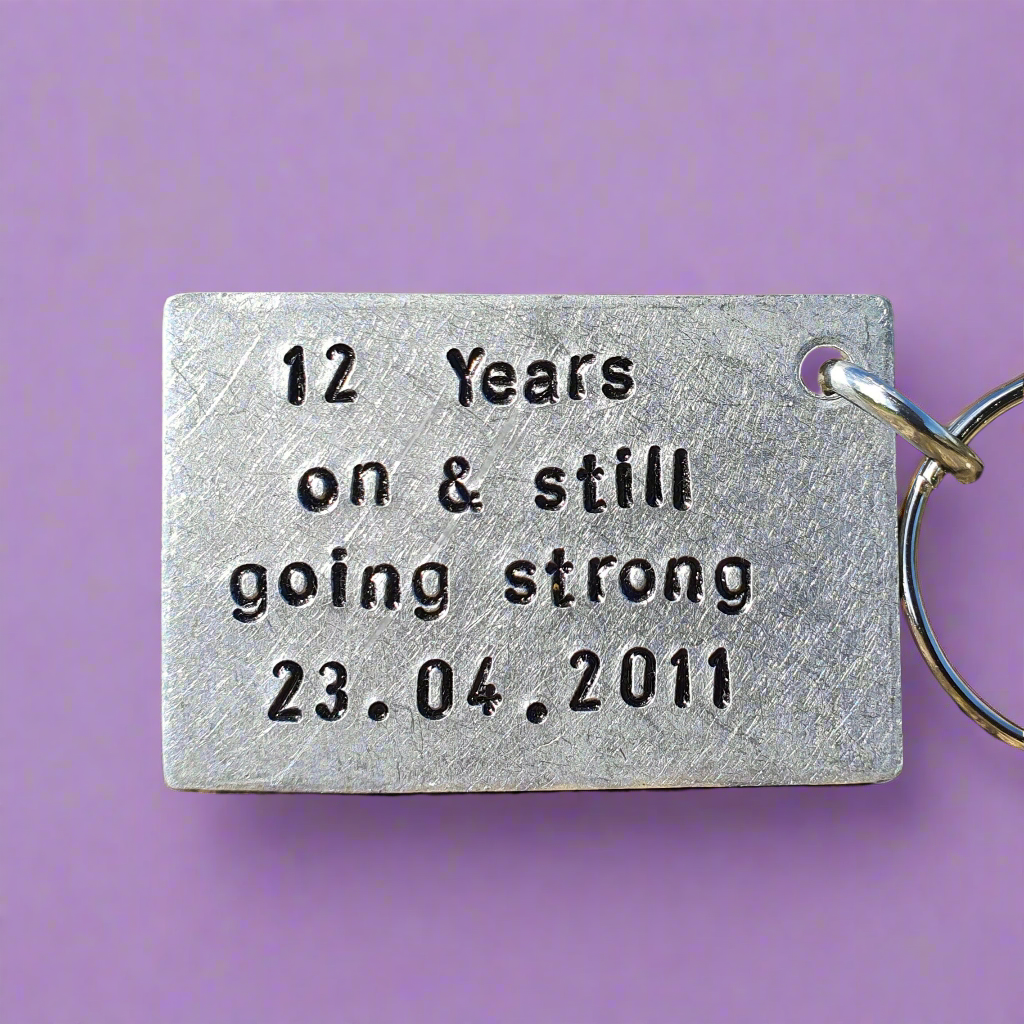 12 Years
on & still
going strong
23.04.2011